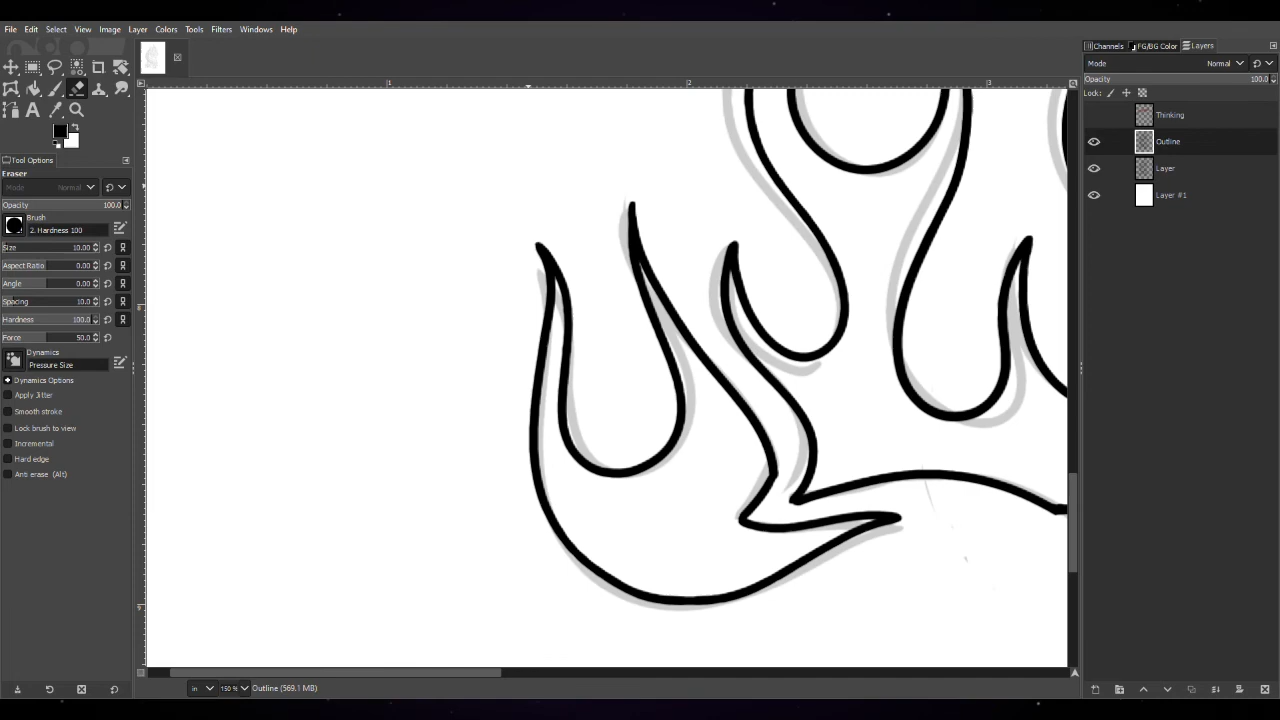 File Edit Select View Image Layer Colors Tools Filters Windows Help
Channels FG/BG Color Layers
Mode Normal
Opacity 100.0
Lock:
Thinking
Outline
Layer
Layer #1
Tool Options
Eraser
Mode Normal
Opacity 100.0
Brush
2. Hardness 100
Size 10.00
Aspect Ratio 0.00
Angle 0.00
Spacing 10.0
Hardness 100.0
Force 50.0
Dynamics
Pressure Size
Dynamics Options
Apply Jitter
Smooth stroke
Lock brush to view
Incremental
Hard edge
Anti erase (Alt)
1 2 3
8
9
in 150 % Outline (569.1 MB)